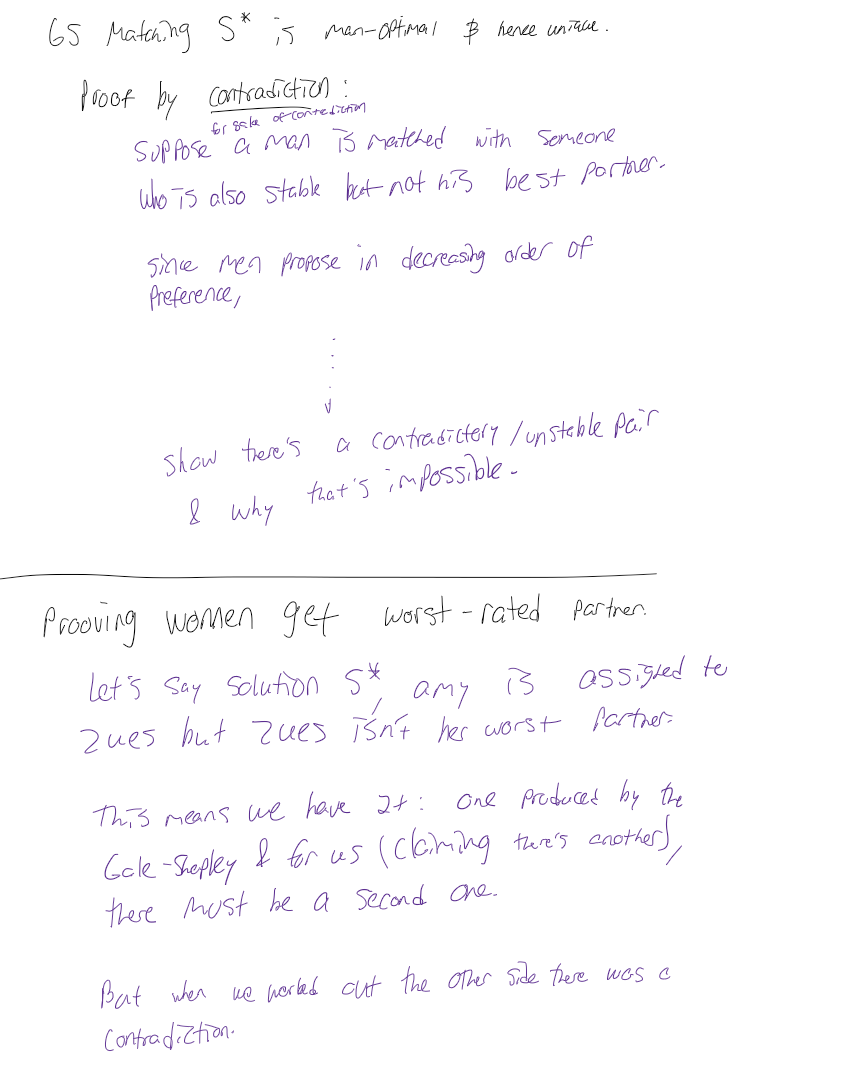 GS Matching S* is man-optimal & hence unique.
Proof by contradiction:
for sake of contradiction
Suppose a man is matched with someone
who is also stable but not his best partner.
since men propose in decreasing order of
preference,
Show there's a contradictory/unstable pair
& why that's impossible.
Prooving women get worst-rated partner.
Let's say solution S*, amy is assigned to
Zues but Zues isn't her worst partner.
This means we have 2+: one produced by the
Gale-Shapley & for us (claiming there's another),
there must be a second one.
But when we worked out the other side there was a
contradiction.